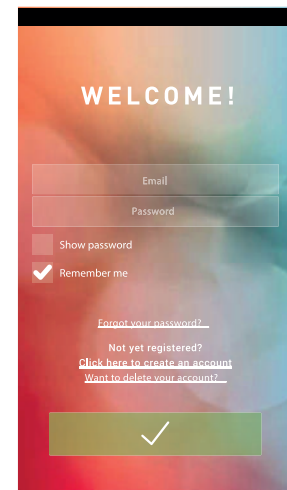 WELCOME!
Email
Password
Show password
Remember me
Forgot your password?
Not yet registered?
Click here to create an account
Want to delete your account?